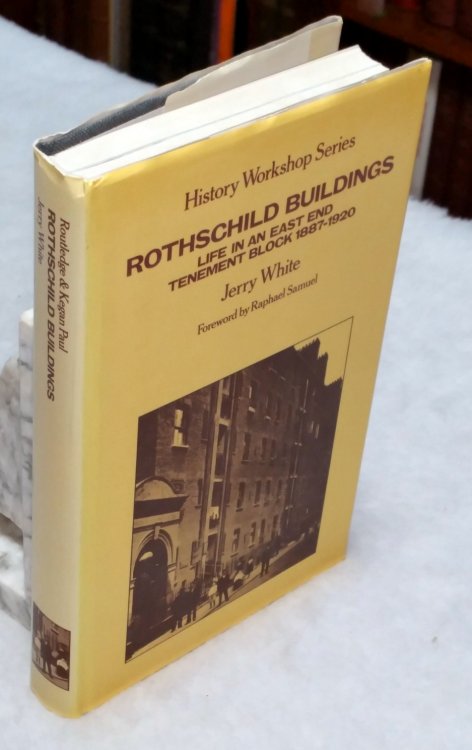 History Workshop Series
ROTHSCHILD BUILDINGS
LIFE IN AN EAST END
TENEMENT BLOCK 1887-1920
Jerry White
Foreword by Raphael Samuel
Routledge & Kegan Paul
ROTHSCHILD BUILDINGS
Jerry White